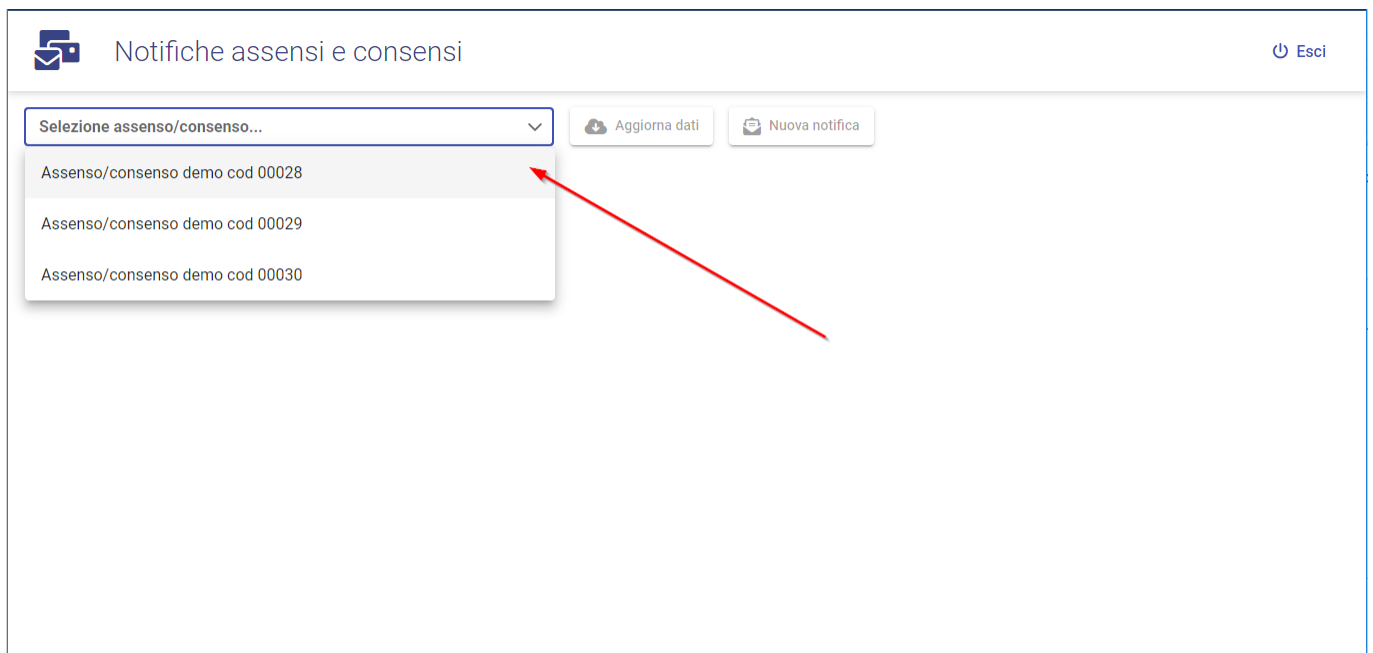 Notifiche assensi e consensi
Esci
Selezione assenso/consenso...
Aggiorna dati
Nuova notifica
Assenso/consenso demo cod 00028
Assenso/consenso demo cod 00029
Assenso/consenso demo cod 00030